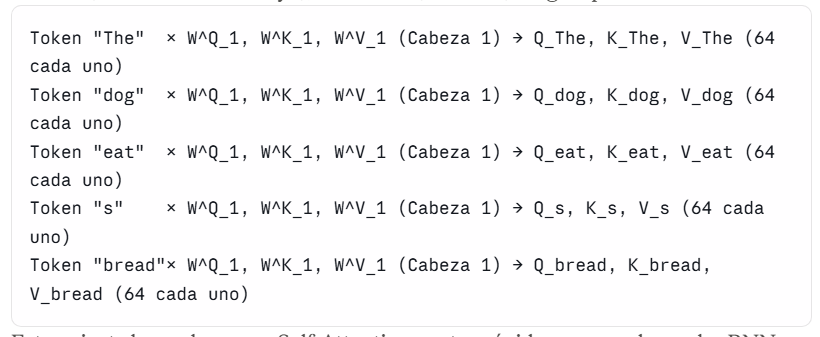 Token "The"  × W^Q_1, W^K_1, W^V_1 (Cabeza 1) → Q_The, K_The, V_The (64
cada uno)
Token "dog"  × W^Q_1, W^K_1, W^V_1 (Cabeza 1) → Q_dog, K_dog, V_dog (64
cada uno)
Token "eat"  × W^Q_1, W^K_1, W^V_1 (Cabeza 1) → Q_eat, K_eat, V_eat (64
cada uno)
Token "s"    × W^Q_1, W^K_1, W^V_1 (Cabeza 1) → Q_s, K_s, V_s (64 cada
uno)
Token "bread"× W^Q_1, W^K_1, W^V_1 (Cabeza 1) → Q_bread, K_bread,
V_bread (64 cada uno)